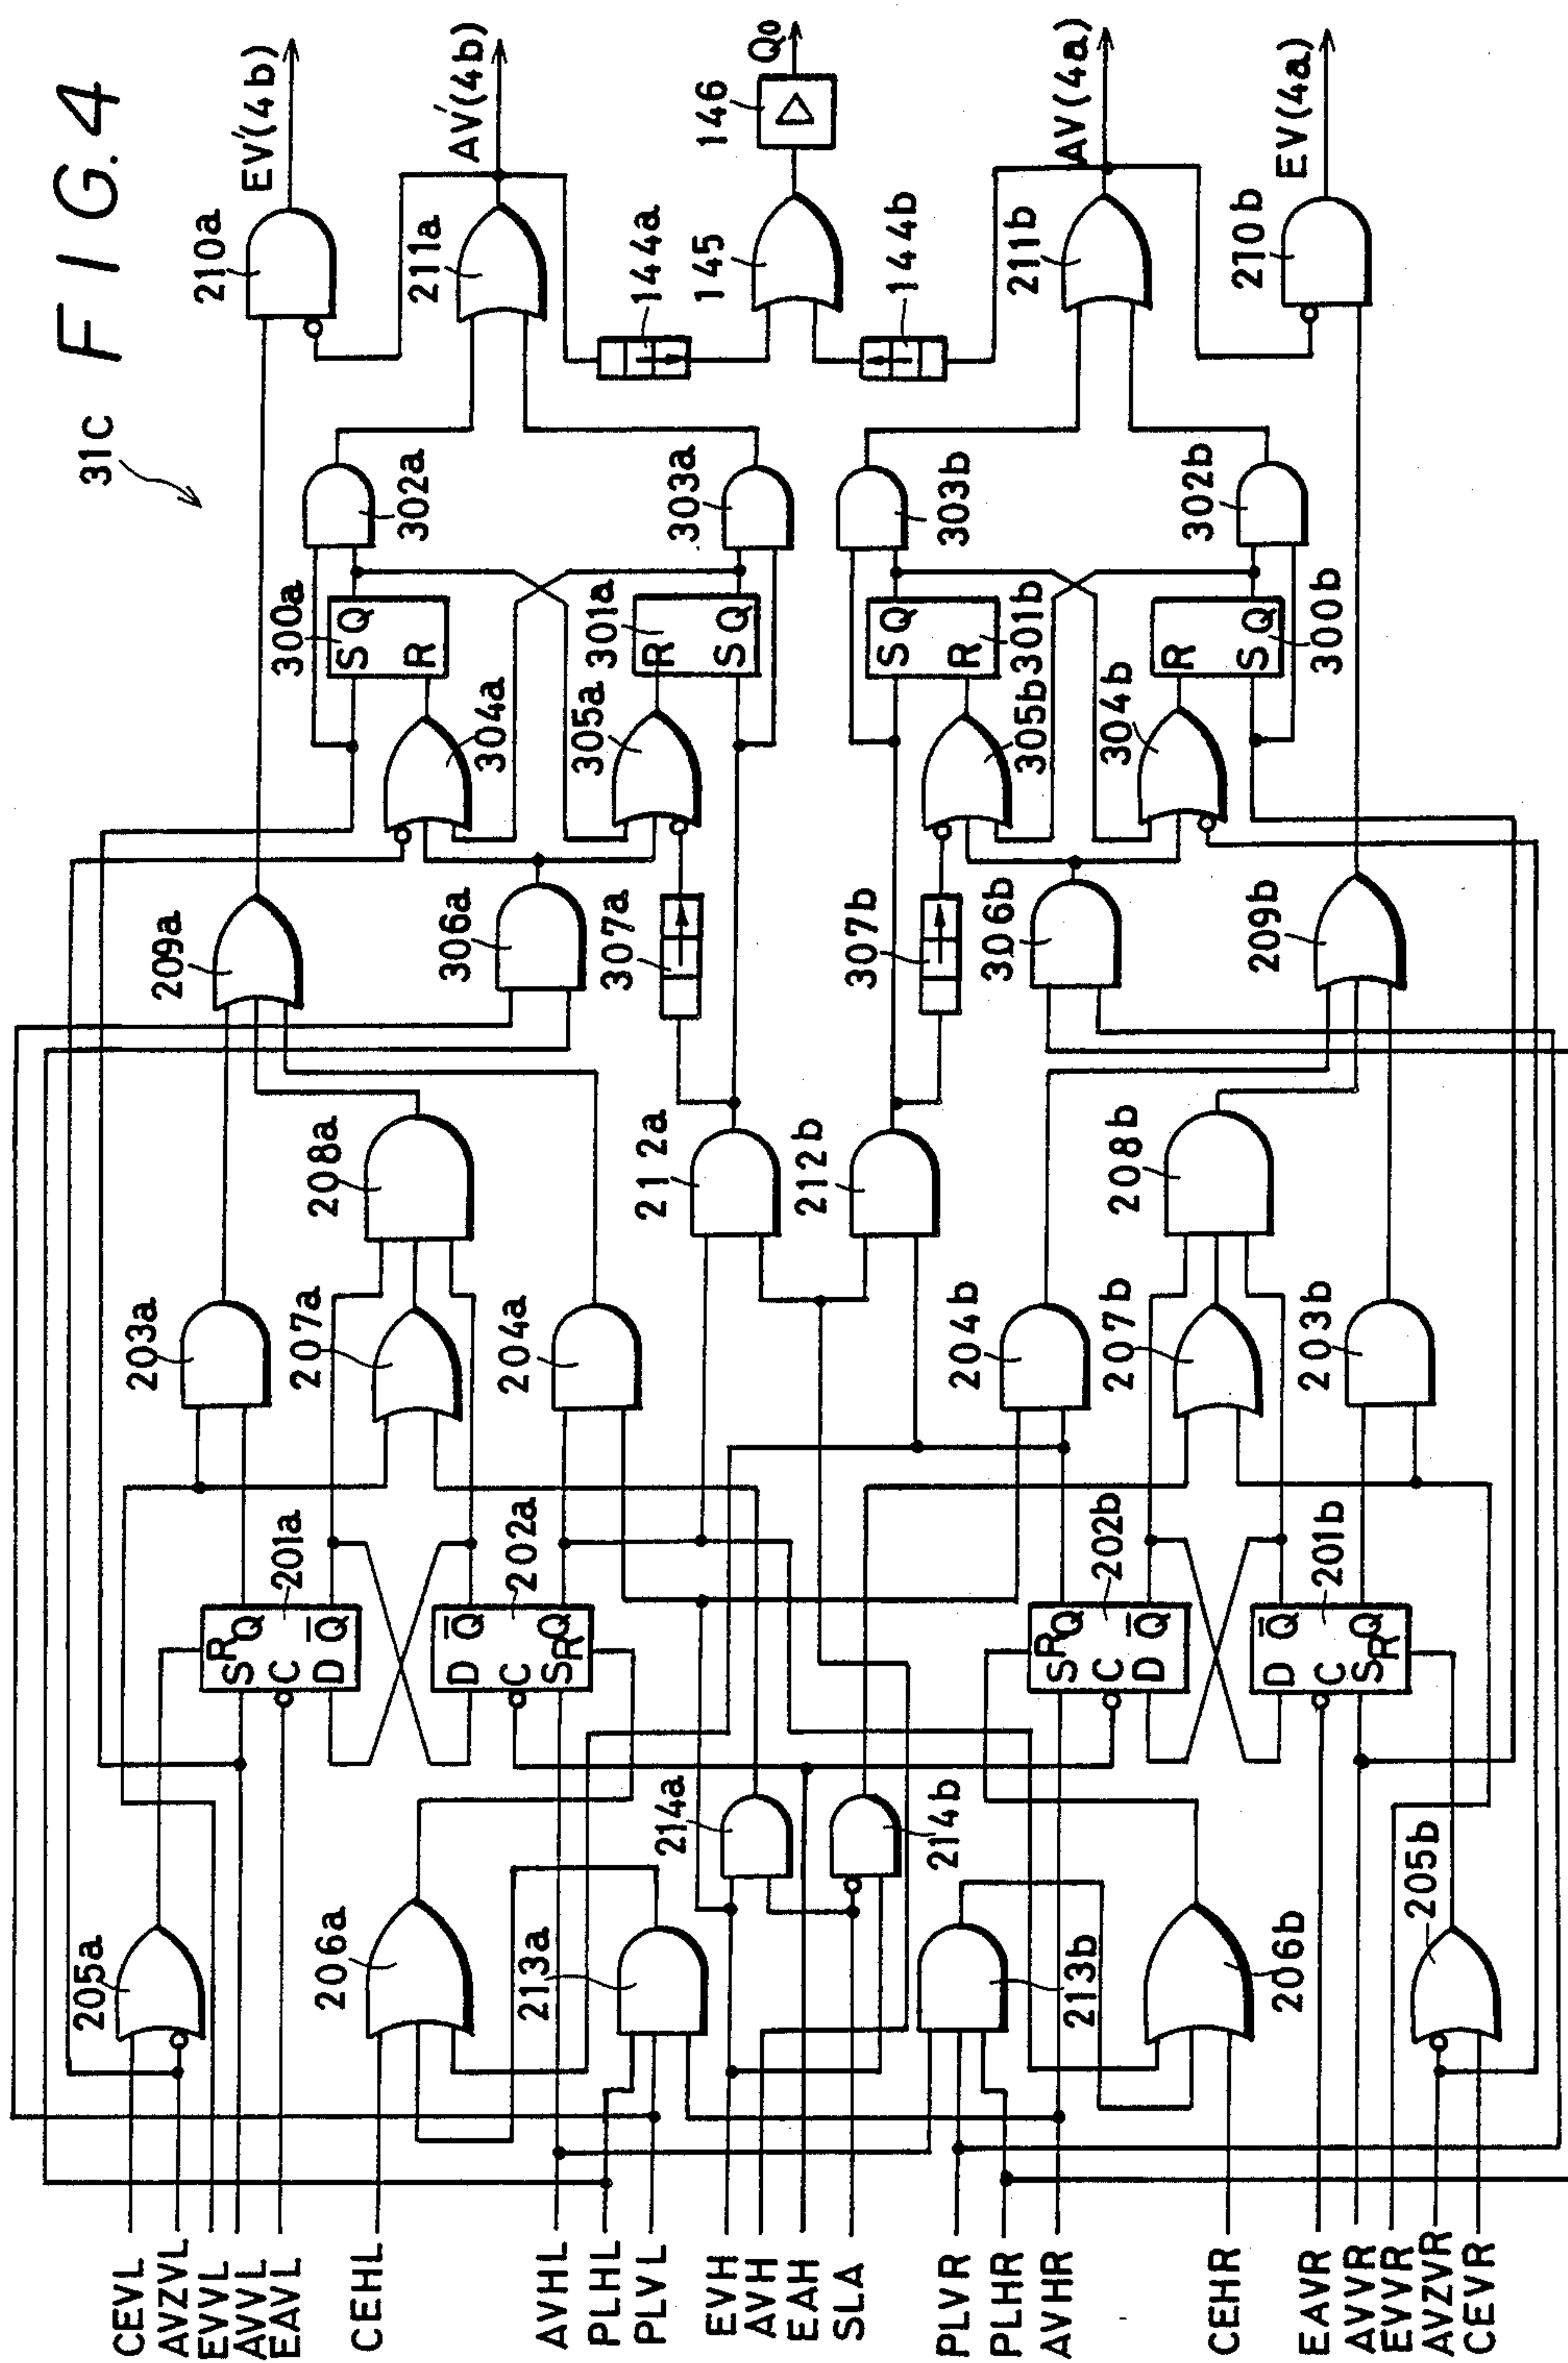 FIG. 4
31C
CEVL
AVZVL
EVVL
AVVL
EAVL
CEHL
AVHL
PLHL
PLVL
EVH
AVH
EAH
SLA
PLVR
PLHR
AVHR
CEHR
EAVR
AVVR
EVVR
AVZVR
CEVR
205a
206a
213a
214a
214b
213b
206b
205b
201a
S R Q
C
D Q̅
202a
D Q̅
C
S R Q
202b
S R Q
C
D Q̅
201b
D Q̅
C
S R Q
203a
207a
204a
204b
207b
203b
208a
212a
212b
208b
209a
306a
307a
307b
306b
209b
304a
305a
305b
304b
300a
S Q
R
301a
R
S Q
301b
S Q
R
300b
R
S Q
302a
303a
303b
302b
210a
211a
144a
145
144b
211b
210b
146
EV'(4b)
AV'(4b)
Q0
AV(4a)
EV(4a)